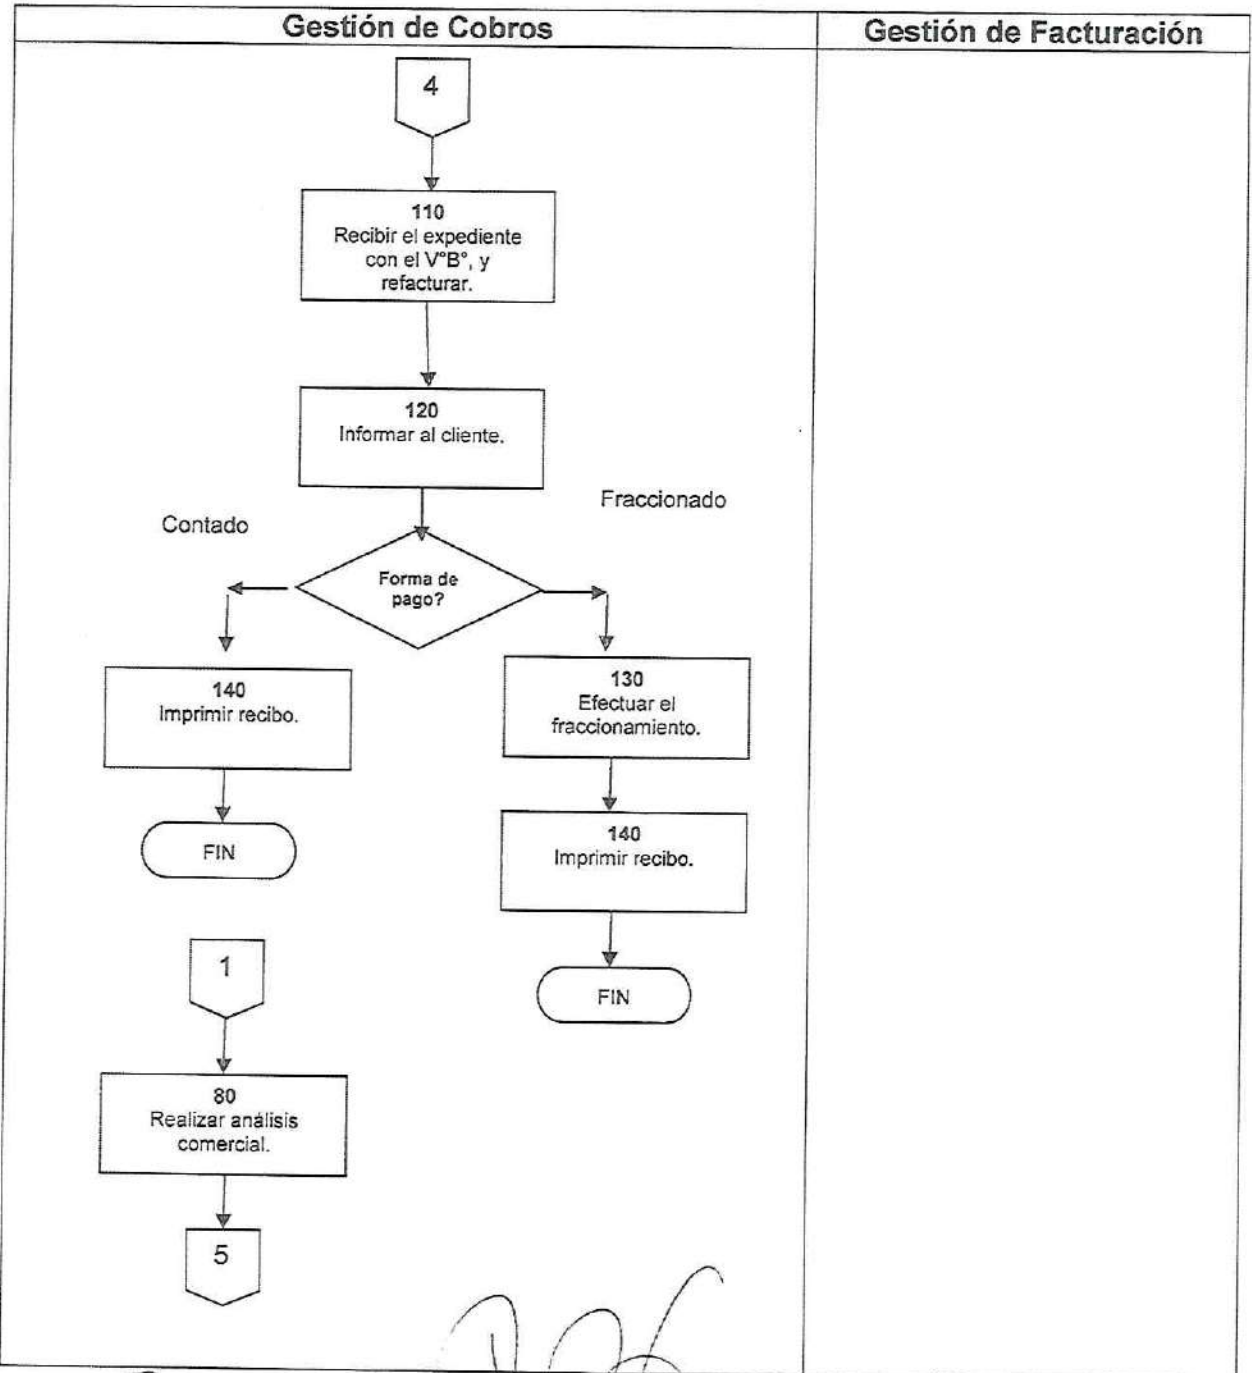 Gestión de Cobros
Gestión de Facturación
4
110
Recibir el expediente
con el V°B°, y
refacturar.
120
Informar al cliente.
Contado
Fraccionado
Forma de
pago?
140
Imprimir recibo.
FIN
130
Efectuar el
fraccionamiento.
140
Imprimir recibo.
FIN
1
80
Realizar análisis
comercial.
5